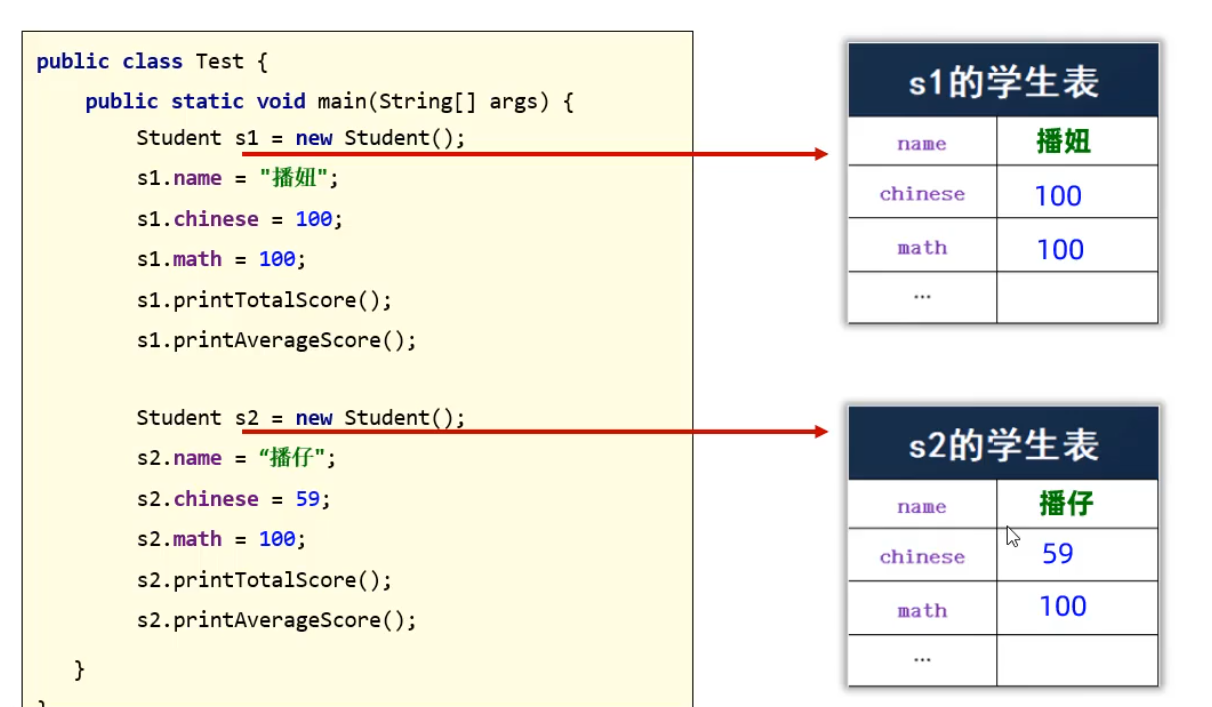 public class Test {
public static void main(String[] args) {
Student s1 = new Student();
s1.name = "播妞";
s1.chinese = 100;
s1.math = 100;
s1.printTotalScore();
s1.printAverageScore();
Student s2 = new Student();
s2.name = “播仔";
s2.chinese = 59;
s2.math = 100;
s2.printTotalScore();
s2.printAverageScore();
}
}
s1的学生表
name 播妞
chinese 100
math 100
...
s2的学生表
name 播仔
chinese 59
math 100
...